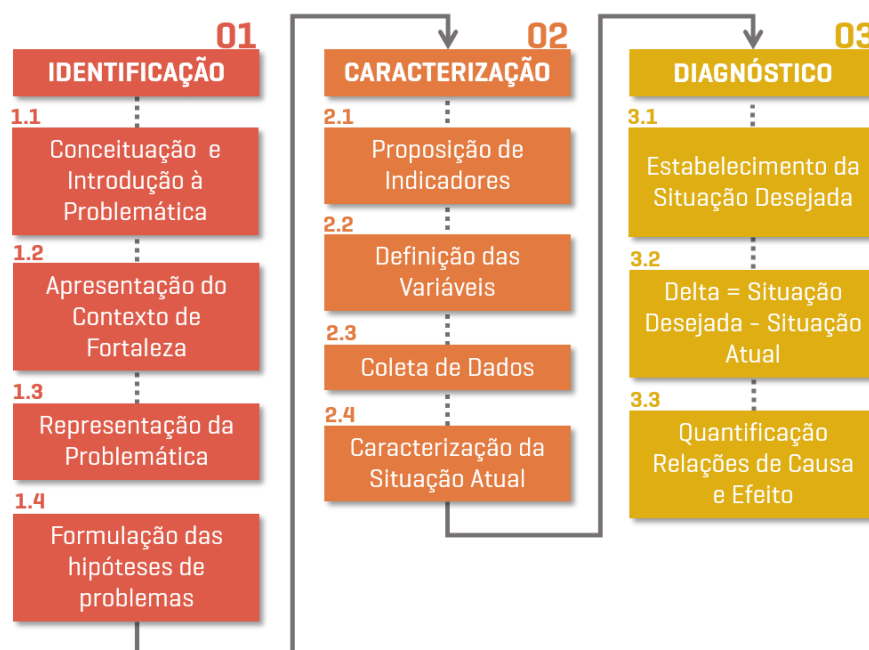 01
IDENTIFICAÇÃO
1.1
Conceituação e
Introdução à
Problemática
1.2
Apresentação do
Contexto de
Fortaleza
1.3
Representação da
Problemática
1.4
Formulação das
hipóteses de
problemas
02
CARACTERIZAÇÃO
2.1
Proposição de
Indicadores
2.2
Definição das
Variáveis
2.3
Coleta de Dados
2.4
Caracterização da
Situação Atual
03
DIAGNÓSTICO
3.1
Estabelecimento da
Situação Desejada
3.2
Delta = Situação
Desejada - Situação
Atual
3.3
Quantificação
Relações de Causa
e Efeito